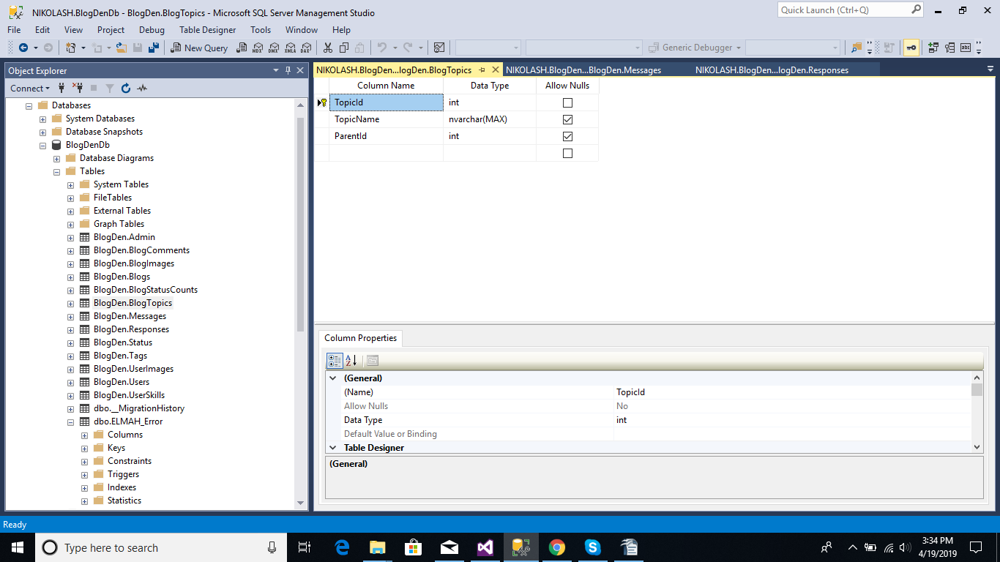 NIKOLASH.BlogDenDb - BlogDen.BlogTopics - Microsoft SQL Server Management Studio
Quick Launch (Ctrl+Q)
File Edit View Project Debug Table Designer Tools Window Help
New Query MDX DMX XMLA DAX Generic Debugger
Object Explorer
Connect
Databases
System Databases
Database Snapshots
BlogDenDb
Database Diagrams
Tables
System Tables
FileTables
External Tables
Graph Tables
BlogDen.Admin
BlogDen.BlogComments
BlogDen.BlogImages
BlogDen.Blogs
BlogDen.BlogStatusCounts
BlogDen.BlogTopics
BlogDen.Messages
BlogDen.Responses
BlogDen.Status
BlogDen.Tags
BlogDen.UserImages
BlogDen.Users
BlogDen.UserSkills
dbo.__MigrationHistory
dbo.ELMAH_Error
Columns
Keys
Constraints
Triggers
Indexes
Statistics
NIKOLASH.BlogDen...logDen.BlogTopics NIKOLASH.BlogDen...BlogDen.Messages NIKOLASH.BlogDen...logDen.Responses
Column Name Data Type Allow Nulls
TopicId int
TopicName nvarchar(MAX)
ParentId int
Column Properties
(General)
(Name) TopicId
Allow Nulls No
Data Type int
Default Value or Binding
Table Designer
(General)
Ready
Type here to search
3:34 PM
4/19/2019